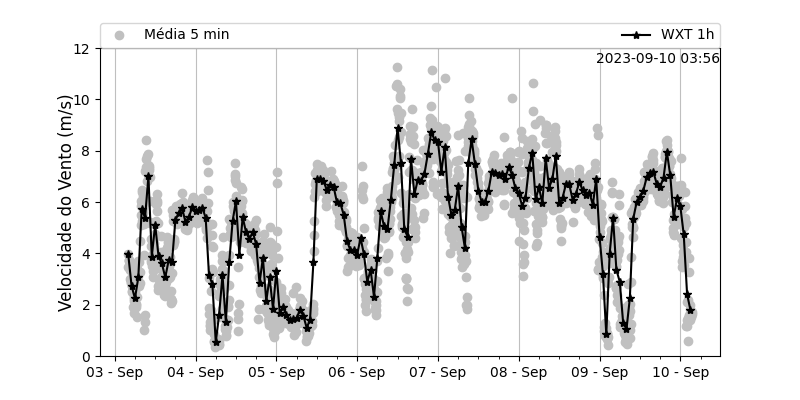 Média 5 min
WXT 1h
2023-09-10 03:56
Velocidade do Vento (m/s)
12
10
8
6
4
2
0
03 - Sep
04 - Sep
05 - Sep
06 - Sep
07 - Sep
08 - Sep
09 - Sep
10 - Sep